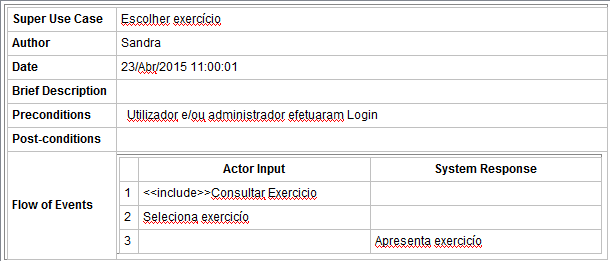 Super Use Case Escolher exercício
Author Sandra
Date 23/Abr/2015 11:00:01
Brief Description
Preconditions Utilizador e/ou administrador efetuaram Login
Post-conditions
Flow of Events
Actor Input System Response
1 <<include>>Consultar Exercicio
2 Seleciona exercicío
3 Apresenta exercicío